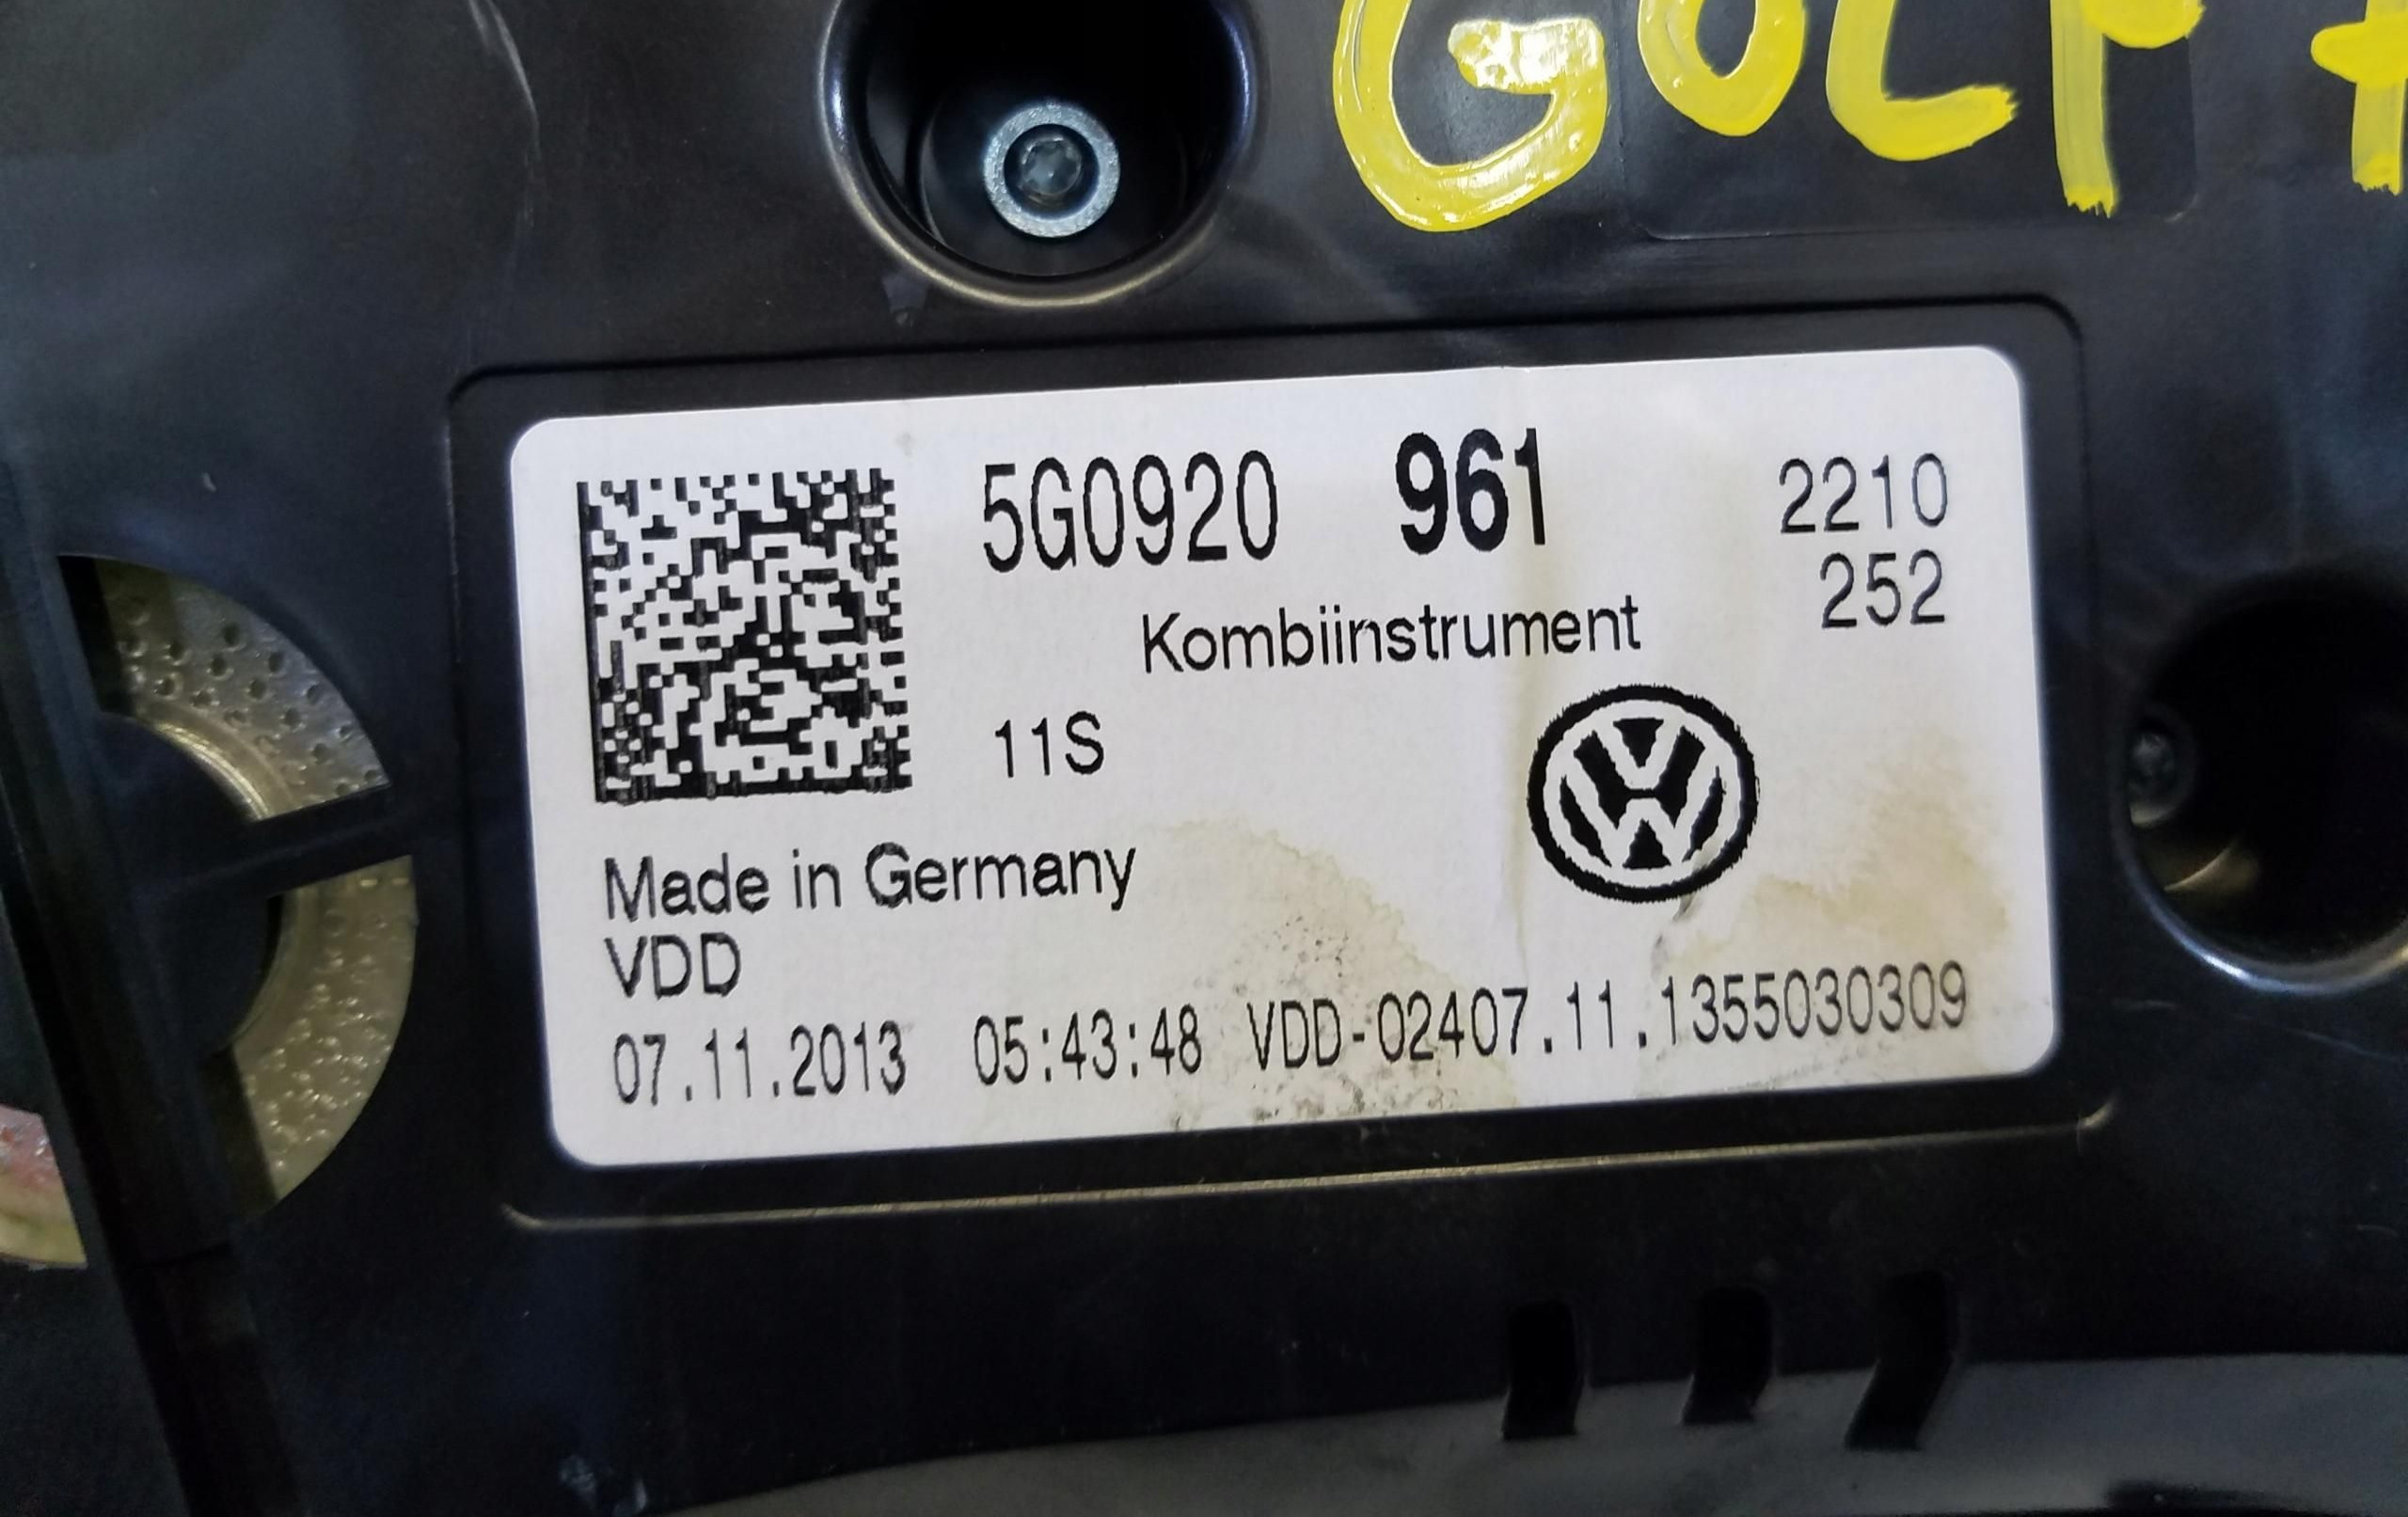 GOLF 7
5G0920 961 2210
252
Kombiinstrument
11S
Made in Germany
VDD
07.11.2013 05:43:48 VDD-02407.11.1355030309